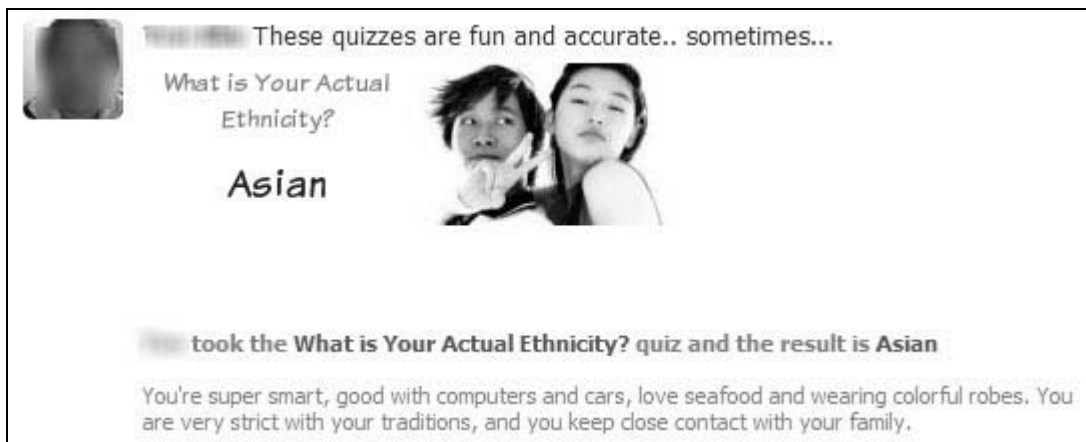 These quizzes are fun and accurate.. sometimes...
What is Your Actual
Ethnicity?
Asian
took the What is Your Actual Ethnicity? quiz and the result is Asian
You're super smart, good with computers and cars, love seafood and wearing colorful robes. You
are very strict with your traditions, and you keep close contact with your family.